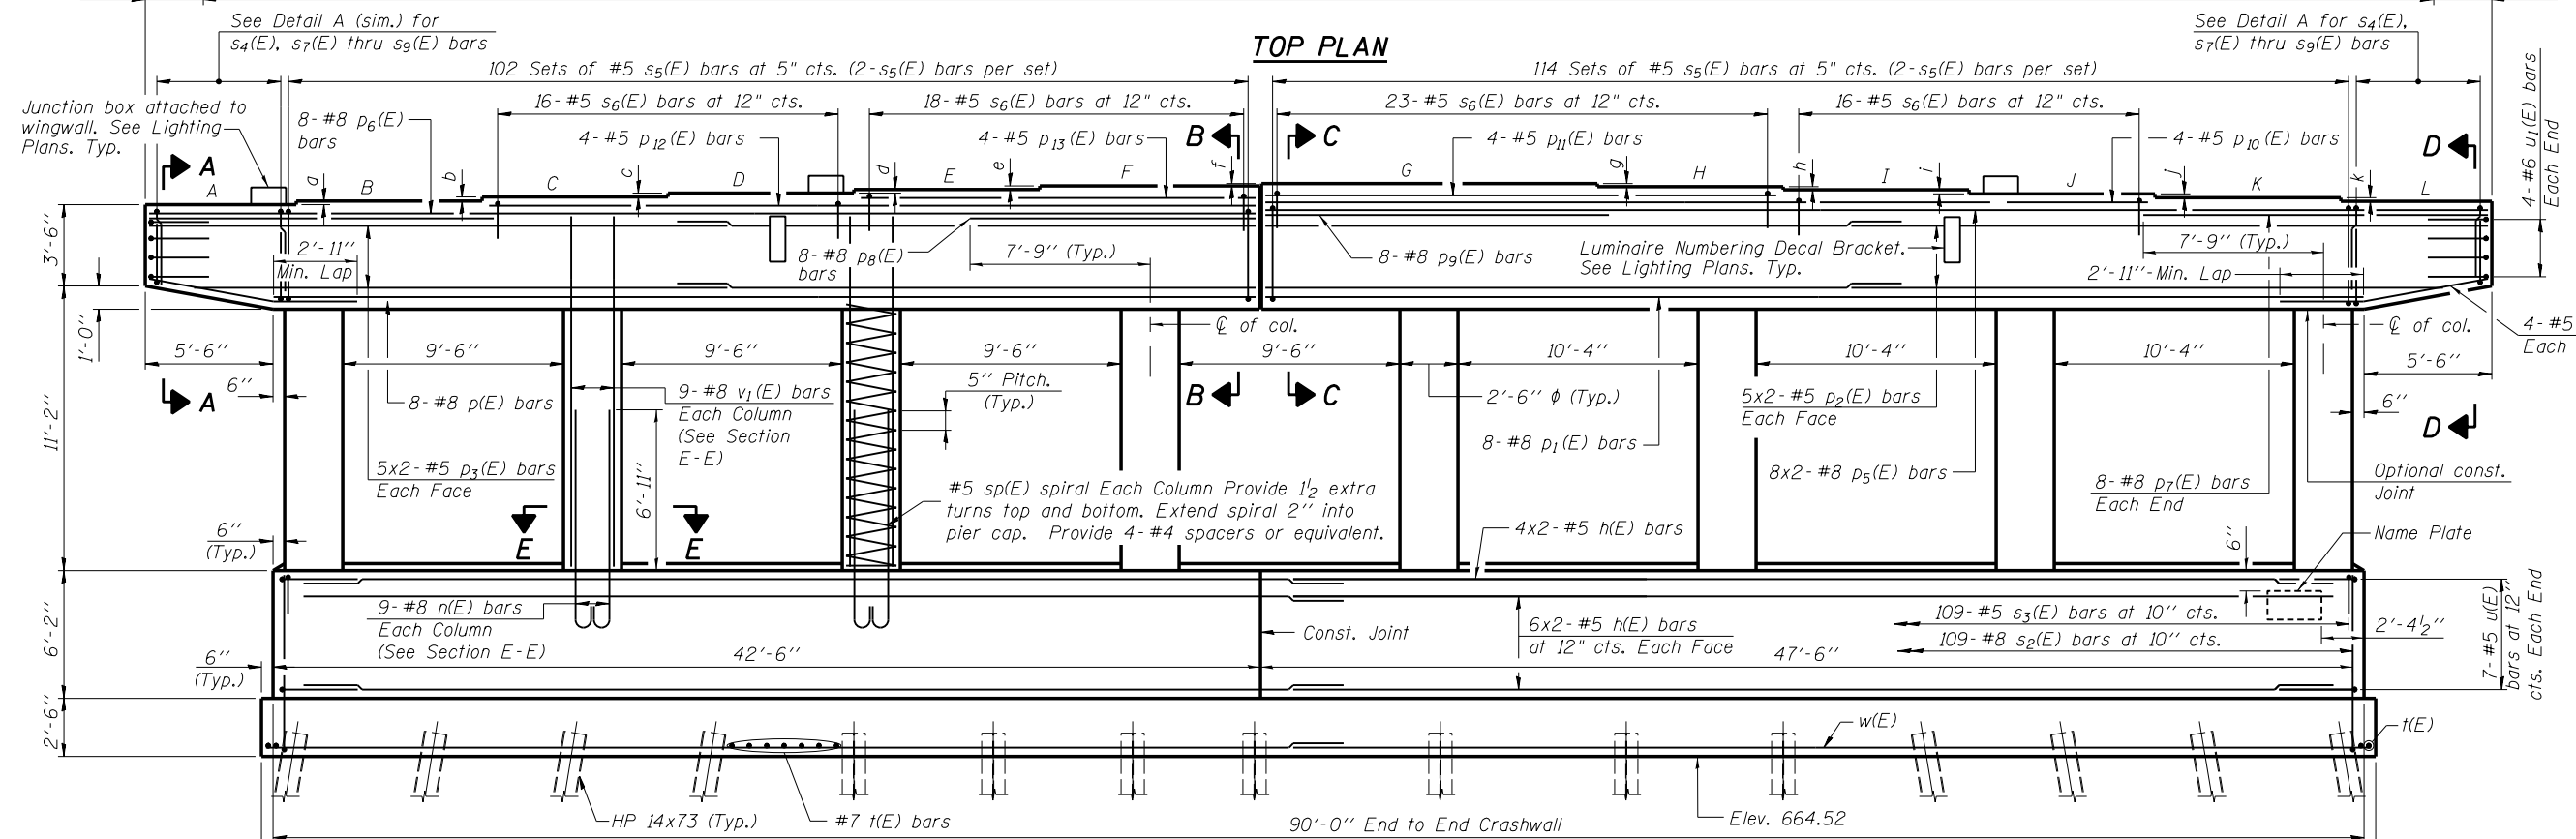 See Detail A (sim.) for
s4(E), s7(E) thru s9(E) bars
TOP PLAN
See Detail A for s4(E),
s7(E) thru s9(E) bars
102 Sets of #5 s5(E) bars at 5" cts. (2-s5(E) bars per set)
114 Sets of #5 s5(E) bars at 5" cts. (2-s5(E) bars per set)
4-#6 u1(E) bars
Each End
Junction box attached to
wingwall. See Lighting
Plans. Typ.
8-#8 p6(E)
bars
16-#5 s6(E) bars at 12" cts.
18-#5 s6(E) bars at 12" cts.
23-#5 s6(E) bars at 12" cts.
16-#5 s6(E) bars at 12" cts.
4-#5 p12(E) bars
4-#5 p13(E) bars
B
C
4-#5 p11(E) bars
4-#5 p10(E) bars
D
A
A
a
B
b
C
c
D
d
E
e
F
f
G
g
H
h
I
i
J
j
K
k
L
3'-6"
2'-11"
Min. Lap
8-#8 p8(E)
bars
7'-9" (Typ.)
8-#8 p9(E) bars
Luminaire Numbering Decal Bracket.
See Lighting Plans. Typ.
7'-9" (Typ.)
2'-11"-Min. Lap
1'-0"
℄ of col.
℄ of col.
4-#5
Each
5'-6"
9'-6"
9'-6"
9'-6"
9'-6"
10'-4"
10'-4"
10'-4"
5'-6"
6"
A
8-#8 p(E) bars
9-#8 v1(E) bars
Each Column
(See Section
E-E)
5" Pitch.
(Typ.)
B
C
2'-6" φ (Typ.)
5x2-#5 p2(E) bars
Each Face
6"
D
11'-2"
8-#8 p1(E) bars
5x2-#5 p3(E) bars
Each Face
6'-11"
8x2-#8 p5(E) bars
8-#8 p7(E) bars
Each End
Optional const.
Joint
#5 sp(E) spiral Each Column Provide 1½ extra
turns top and bottom. Extend spiral 2" into
pier cap. Provide 4-#4 spacers or equivalent.
6"
(Typ.)
E
E
4x2-#5 h(E) bars
6"
Name Plate
9-#8 n(E) bars
Each Column
(See Section E-E)
Const. Joint
6x2-#5 h(E) bars
at 12" cts. Each Face
109-#5 s3(E) bars at 10" cts.
109-#8 s2(E) bars at 10" cts.
2'-4½"
7-#5 u(E)
bars at 12"
cts. Each End
6'-2"
6"
(Typ.)
42'-6"
47'-6"
2'-6"
w(E)
t(E)
HP 14x73 (Typ.)
#7 t(E) bars
90'-0" End to End Crashwall
Elev. 664.52